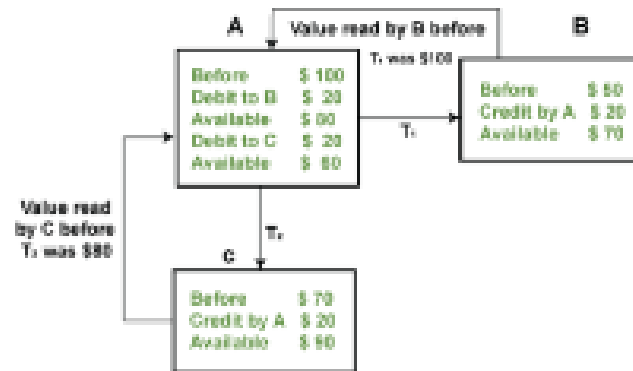 A
B
Value read by B before
T₁ was $100
Before $ 100
Debit to B $ 20
Available $ 80
Debit to C $ 20
Available $ 60
T₁
Before $
Credit by A $ 20
Available $ 70
Value read
by C before
T₂ was $80
T₂
C
Before $ 70
Credit by A $ 20
Available $ 90